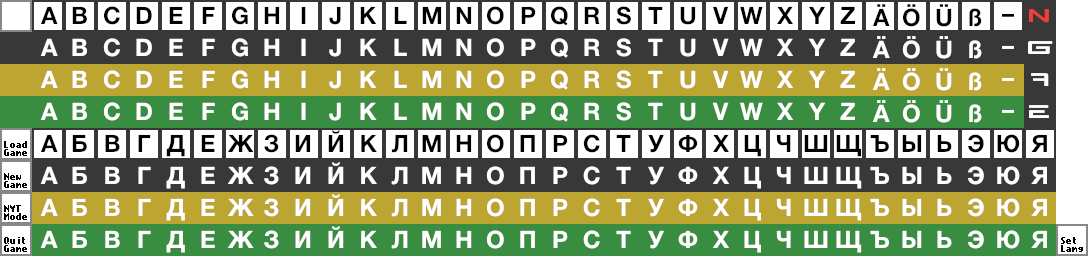 A B C D E F G H I J K L M N O P Q R S T U V W X Y Z Ä Ö Ü ß – N
A B C D E F G H I J K L M N O P Q R S T U V W X Y Z Ä Ö Ü ß – G
A B C D E F G H I J K L M N O P Q R S T U V W X Y Z Ä Ö Ü ß –
A B C D E F G H I J K L M N O P Q R S T U V W X Y Z Ä Ö Ü ß – E
Load
Game
А Б В Г Д Е Ж З И Й К Л М Н О П Р С Т У Ф Х Ц Ч Ш Щ Ъ Ы Ь Э Ю Я
New
Game
А Б В Г Д Е Ж З И Й К Л М Н О П Р С Т У Ф Х Ц Ч Ш Щ Ъ Ы Ь Э Ю Я
NYT
Mode
А Б В Г Д Е Ж З И Й К Л М Н О П Р С Т У Ф Х Ц Ч Ш Щ Ъ Ы Ь Э Ю Я
Quit
Game
А Б В Г Д Е Ж З И Й К Л М Н О П Р С Т У Ф Х Ц Ч Ш Щ Ъ Ы Ь Э Ю Я
Set
Lang